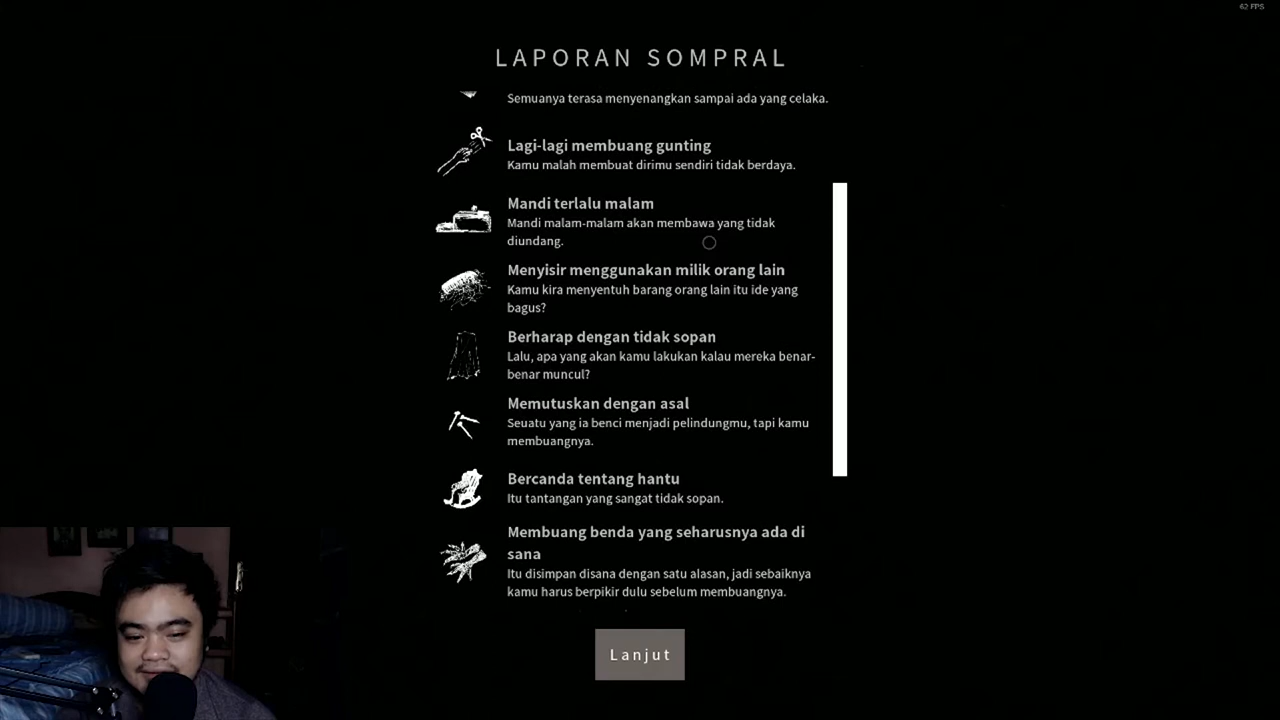 62 FPS
LAPORAN SOMPRAL
Semuanya terasa menyenangkan sampai ada yang celaka.
Lagi-lagi membuang gunting
Kamu malah membuat dirimu sendiri tidak berdaya.
Mandi terlalu malam
Mandi malam-malam akan membawa yang tidak
diundang.
Menyisir menggunakan milik orang lain
Kamu kira menyentuh barang orang lain itu ide yang
bagus?
Berharap dengan tidak sopan
Lalu, apa yang akan kamu lakukan kalau mereka benar-
benar muncul?
Memutuskan dengan asal
Seuatu yang ia benci menjadi pelindungmu, tapi kamu
membuangnya.
Bercanda tentang hantu
Itu tantangan yang sangat tidak sopan.
Membuang benda yang seharusnya ada di
sana
Itu disimpan disana dengan satu alasan, jadi sebaiknya
kamu harus berpikir dulu sebelum membuangnya.
Lanjut